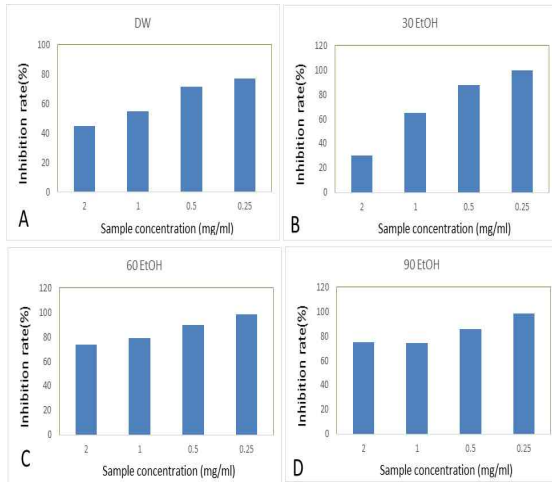 DW
Inhibition rate(%)
100
80
60
40
20
0
2 1 0.5 0.25
Sample concentration (mg/ml)
A
30 EtOH
Inhibition rate(%)
120
100
80
60
40
20
0
2 1 0.5 0.25
Sample concentration (mg/ml)
B
60 EtOH
Inhibition rate(%)
120
100
80
60
40
20
0
2 1 0.5 0.25
Sample concentration (mg/ml)
C
90 EtOH
Inhibition rate(%)
120
100
80
60
40
20
0
2 1 0.5 0.25
Sample concentration (mg/ml)
D